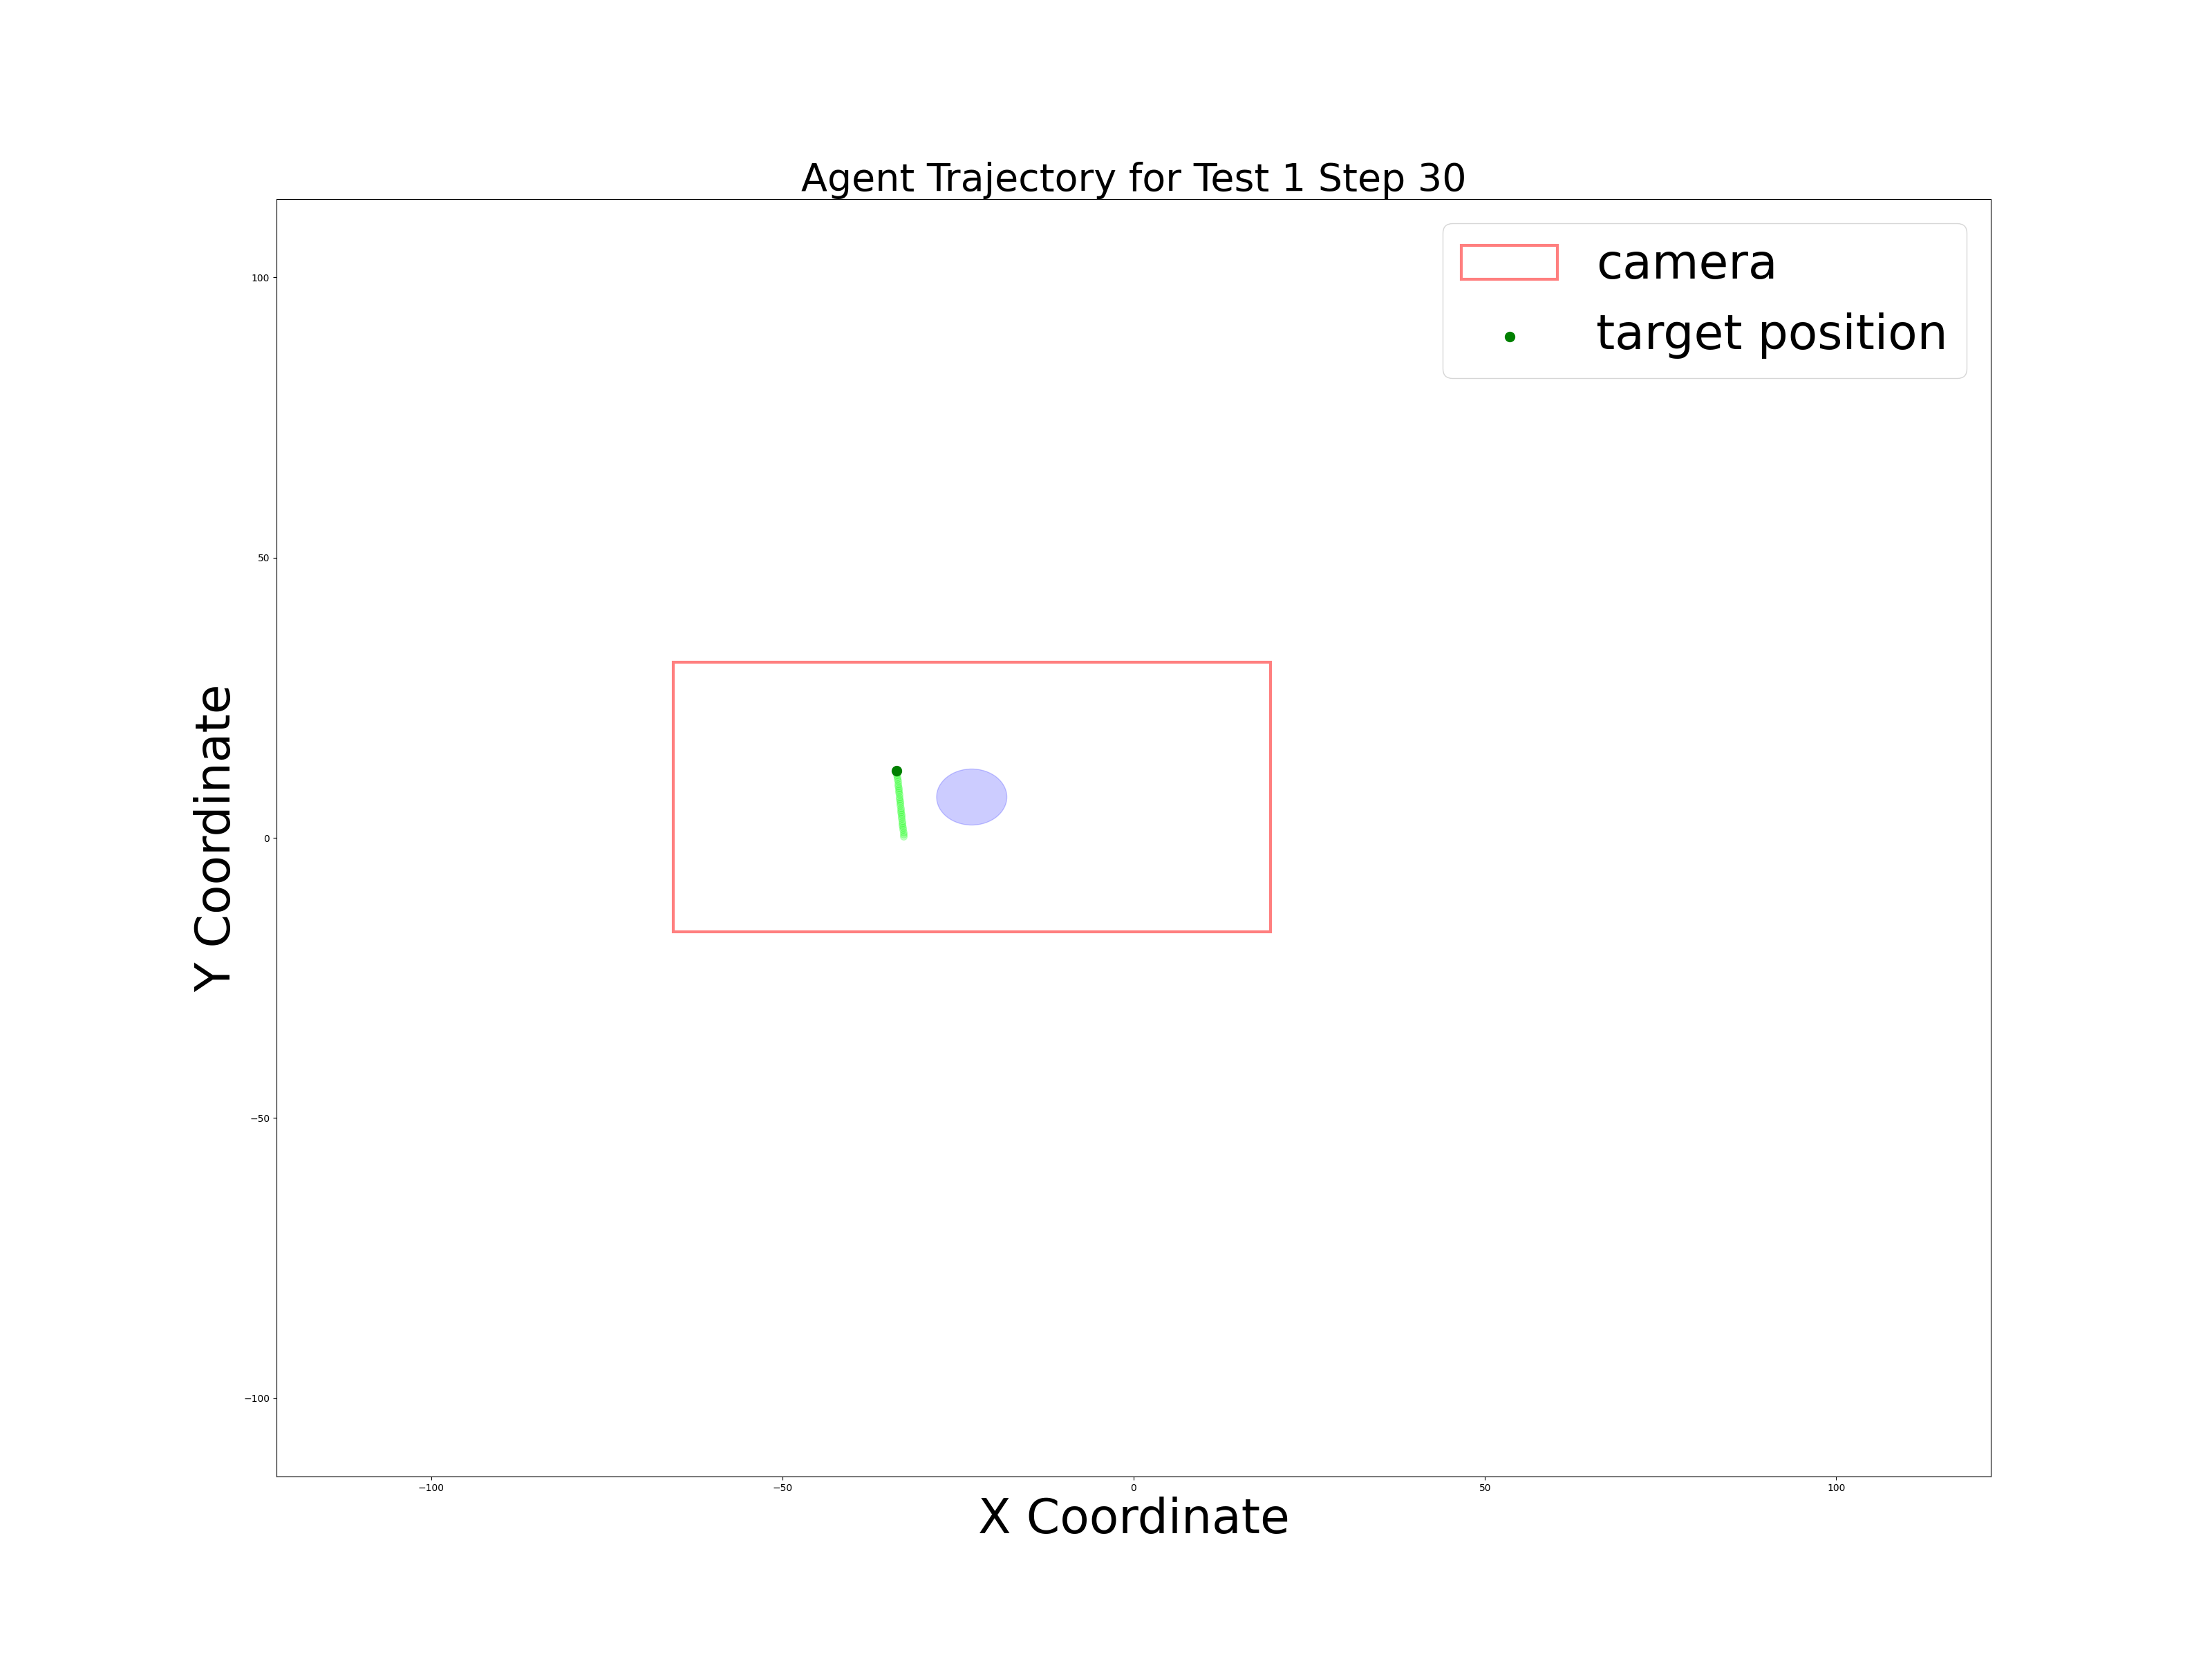 Agent Trajectory for Test 1 Step 30
camera
target position
100
50
0
−50
−100
Y Coordinate
−100
−50
0
50
100
X Coordinate